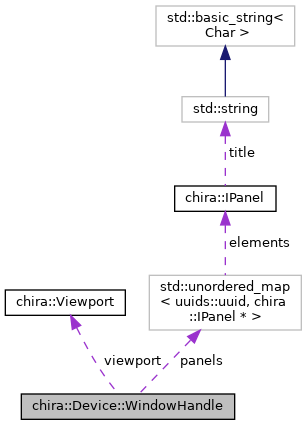 std::basic_string<
Char >
std::string
title
chira::IPanel
elements
chira::Viewport
std::unordered_map
< uuids::uuid, chira
::IPanel * >
viewport
panels
chira::Device::WindowHandle